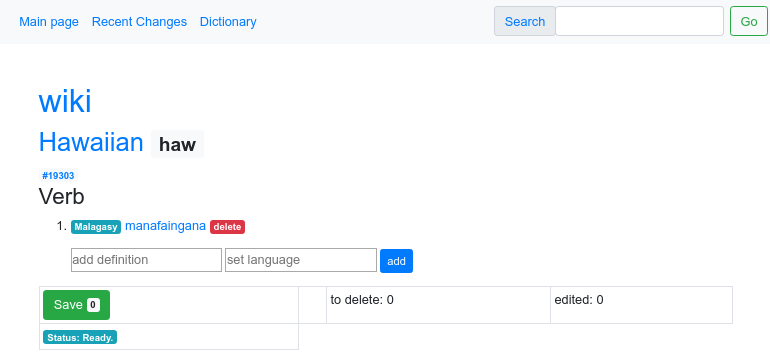 Main page Recent Changes Dictionary Search Go
wiki
Hawaiian haw
#19303
Verb
1. Malagasy manafaingana delete
add definition set language add
Save 0 to delete: 0 edited: 0
Status: Ready.